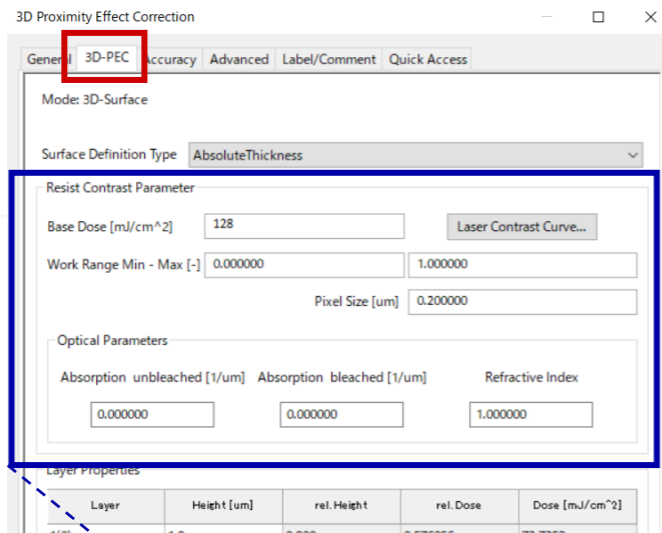 3D Proximity Effect Correction
General 3D-PEC Accuracy Advanced Label/Comment Quick Access
Mode: 3D-Surface
Surface Definition Type AbsoluteThickness
Resist Contrast Parameter
Base Dose [mJ/cm^2] 128 Laser Contrast Curve...
Work Range Min - Max [-] 0.000000 1.000000
Pixel Size [um] 0.200000
Optical Parameters
Absorption unbleached [1/um] Absorption bleached [1/um] Refractive Index
0.000000 0.000000 1.000000
Layer Properties
Layer Height [um] rel. Height rel. Dose Dose [mJ/cm^2]